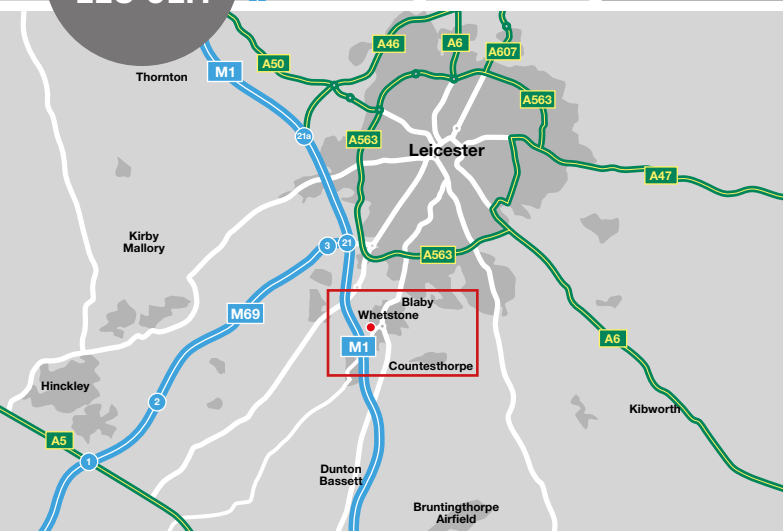 A46
A6
A607
A50
M1
Thornton
A563
21a
A563
Leicester
A47
Kirby
Mallory
3
21
A563
M69
Blaby
Whetstone
A6
M1
Countesthorpe
Hinckley
2
Kibworth
A5
1
Dunton
Bassett
Bruntingthorpe
Airfield